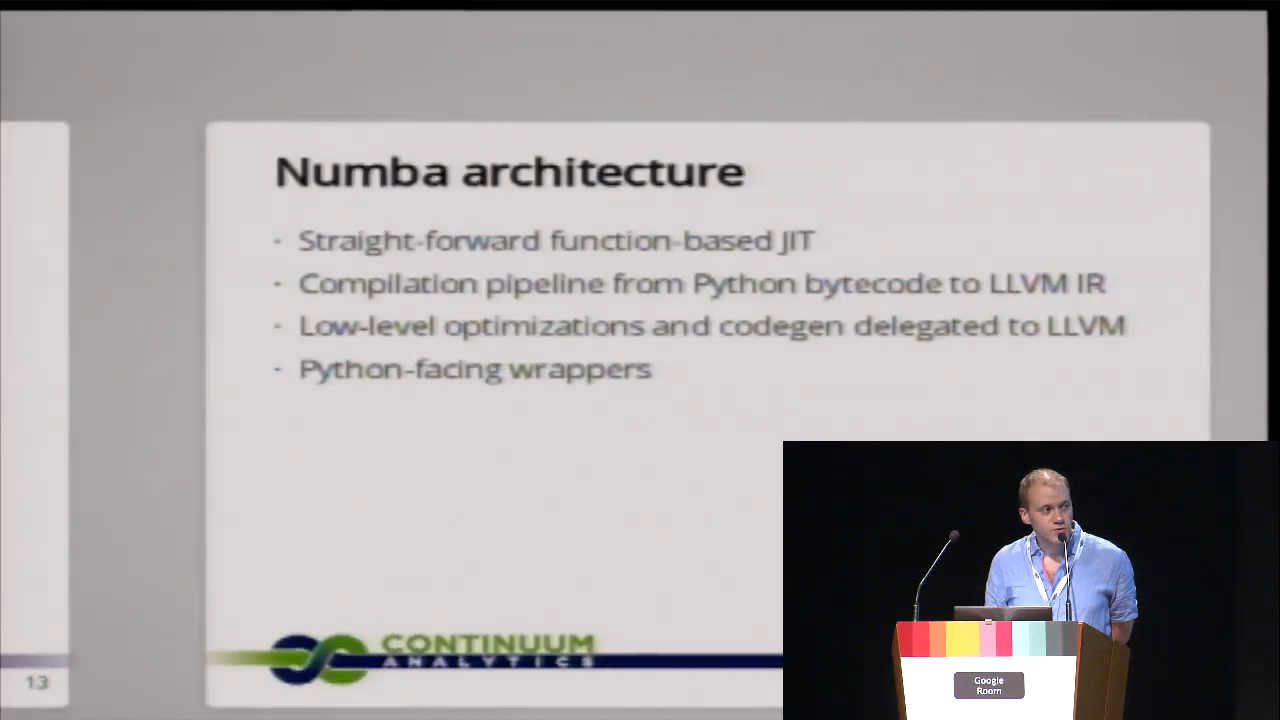 Numba architecture
· Straight-forward function-based JIT
· Compilation pipeline from Python bytecode to LLVM IR
· Low-level optimizations and codegen delegated to LLVM
· Python-facing wrappers
CONTINUUM
ANALYTICS
13
Google
Room